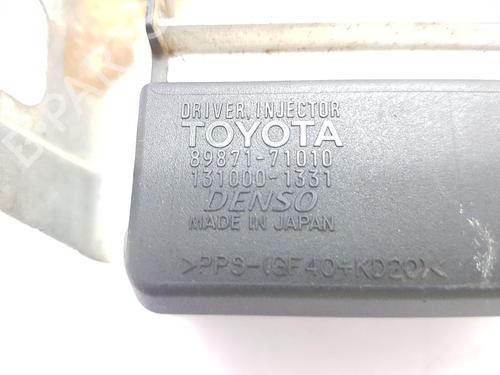 DRIVER, INJECTOR
TOYOTA
89871-71010
131000-1331
DENSO
MADE IN JAPAN
>PPS-(GF40+KD20)<